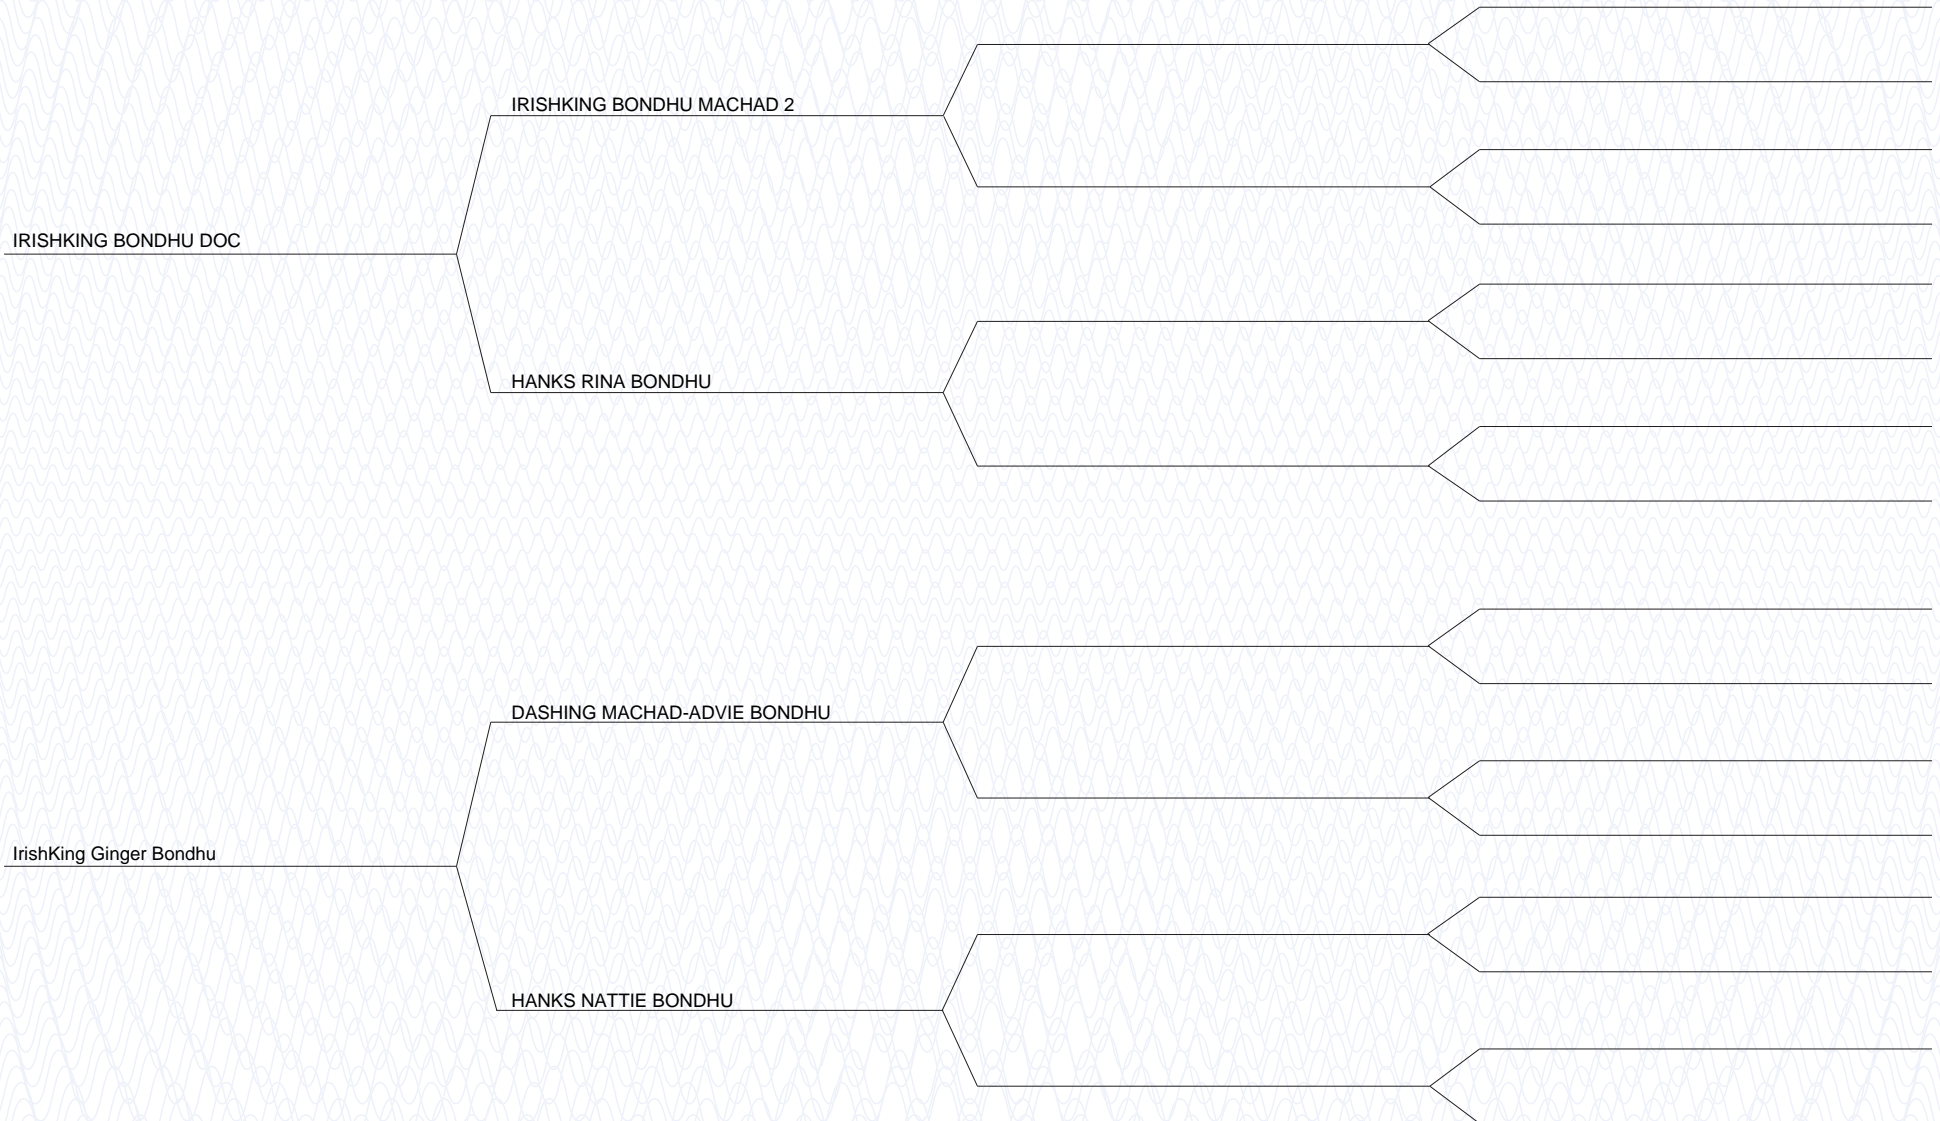 IRISHKING BONDHU MACHAD 2
IRISHKING BONDHU DOC
HANKS RINA BONDHU
DASHING MACHAD-ADVIE BONDHU
IrishKing Ginger Bondhu
HANKS NATTIE BONDHU